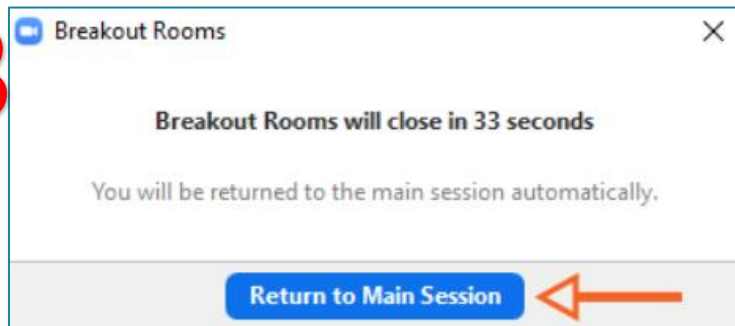 Breakout Rooms
Breakout Rooms will close in 33 seconds
You will be returned to the main session automatically.
Return to Main Session